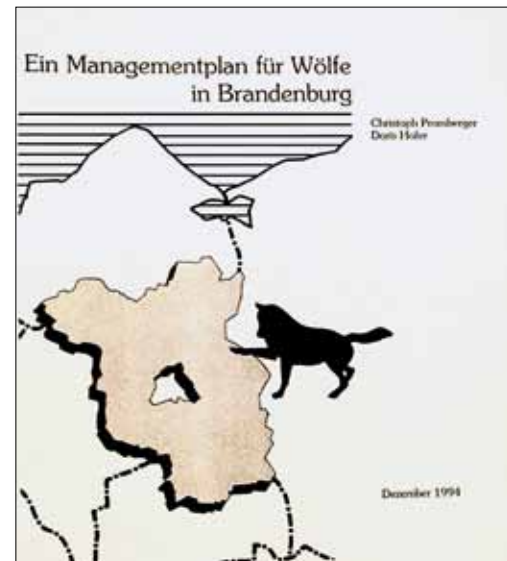 Ein Managementplan für Wölfe
in Brandenburg
Christoph Promberger
Doris Hofer
Dezember 1994